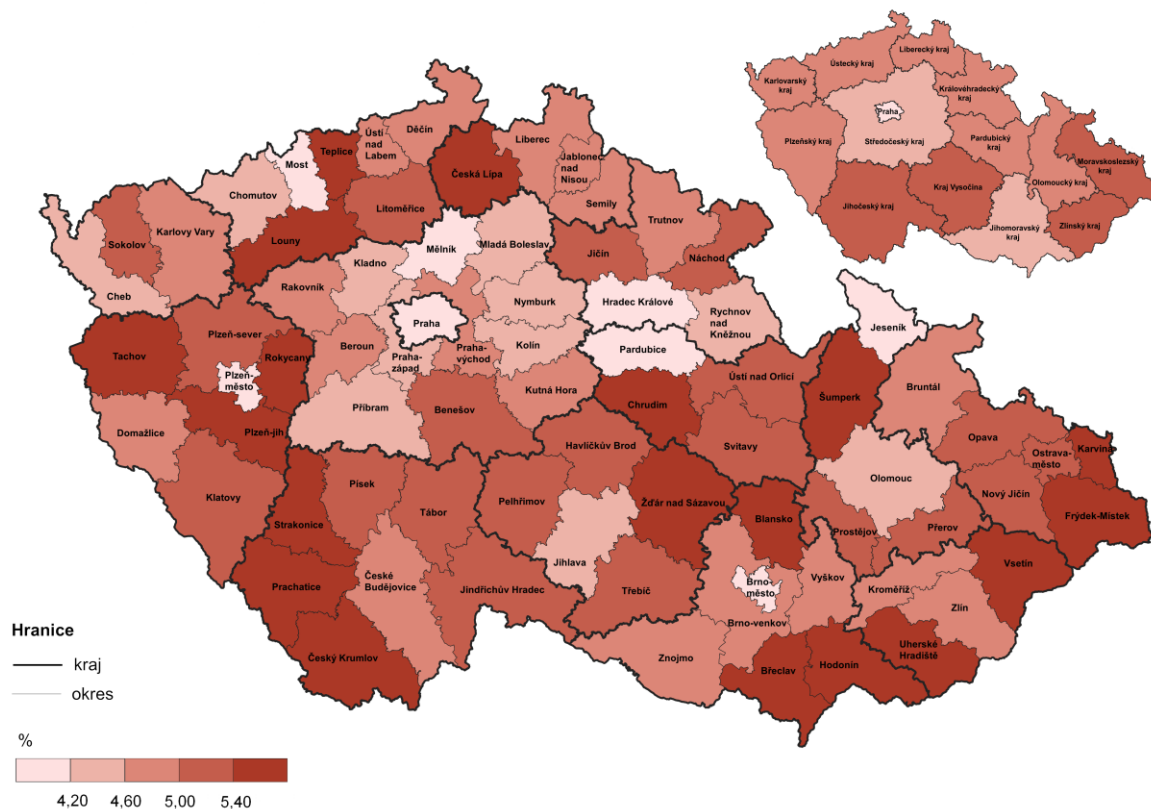 Karlovarský kraj
Ústecký kraj
Liberecký kraj
Královéhradecký
kraj
Praha
Středočeský kraj
Plzeňský kraj
Pardubický
kraj
Moravskoslezský
kraj
Olomoucký kraj
Kraj Vysočina
Jihočeský kraj
Jihomoravský
kraj
Zlínský kraj
Děčín
Ústí
nad
Labem
Teplice
Most
Chomutov
Česká Lípa
Liberec
Jablonec
nad
Nisou
Semily
Litoměřice
Louny
Sokolov
Karlovy Vary
Cheb
Trutnov
Mělník
Mladá Boleslav
Jičín
Náchod
Kladno
Rakovník
Nymburk
Hradec Králové
Rychnov
nad
Kněžnou
Jeseník
Praha
Beroun
Praha-
západ
Praha-
východ
Kolín
Pardubice
Plzeň-sever
Tachov
Rokycany
Plzeň-
město
Kutná Hora
Ústí nad Orlicí
Šumperk
Bruntál
Příbram
Benešov
Chrudim
Domažlice
Plzeň-jih
Havlíčkův Brod
Svitavy
Opava
Ostrava-
město
Karviná
Klatovy
Písek
Tábor
Pelhřimov
Žďár nad Sázavou
Olomouc
Nový Jičín
Frýdek-Místek
Strakonice
Blansko
Prostějov
Přerov
Jihlava
Vsetín
Prachatice
České
Budějovice
Jindřichův Hradec
Třebíč
Brno-
město
Vyškov
Kroměříž
Zlín
Brno-venkov
Český Krumlov
Znojmo
Břeclav
Hodonín
Uherské
Hradiště
Hranice
kraj
okres
%
4,20 4,60 5,00 5,40